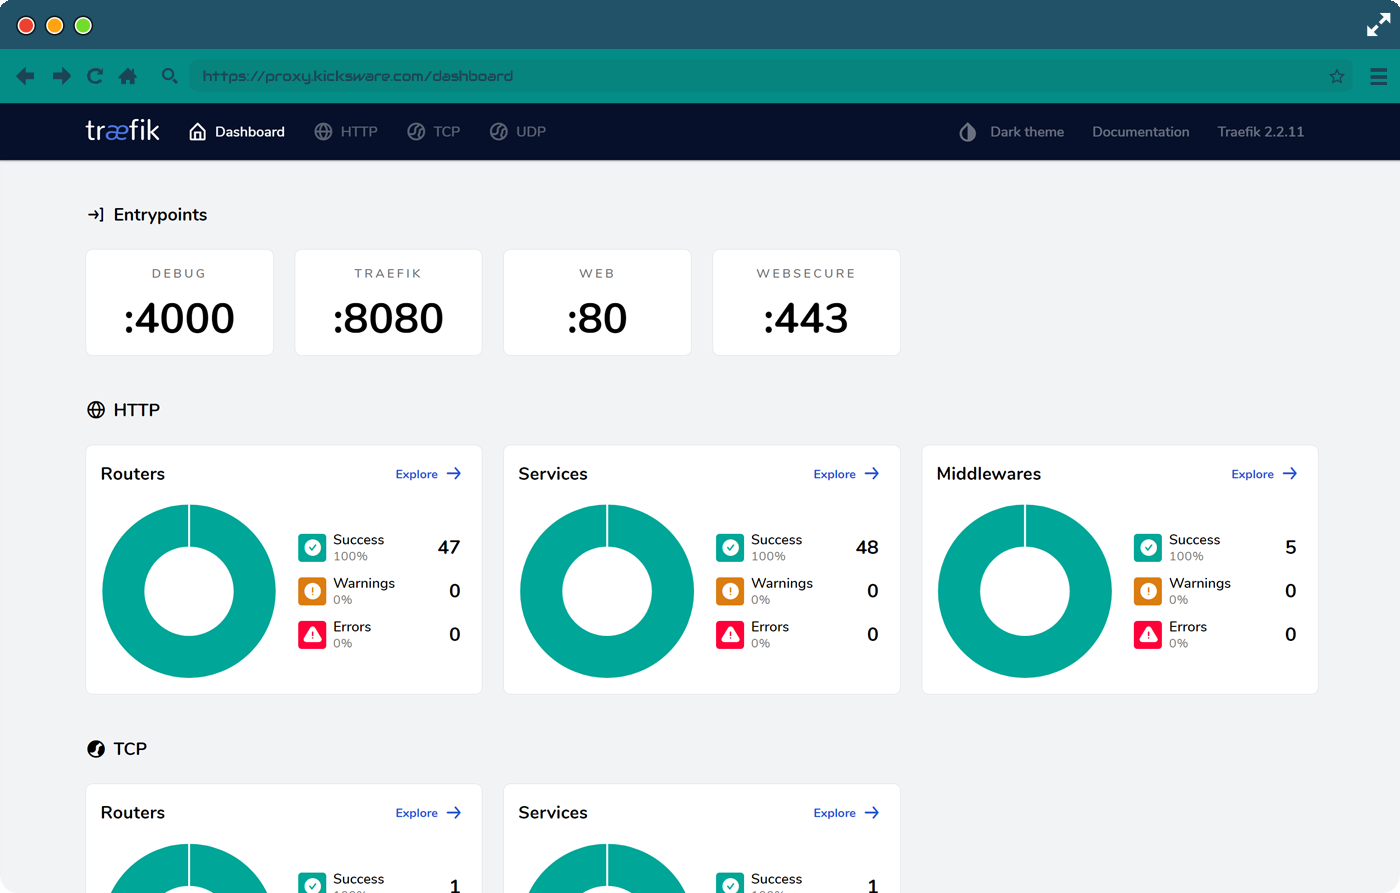 https://proxy.kicksware.com/dashboard
træfik Dashboard HTTP TCP UDP Dark theme Documentation Traefik 2.2.11
Entrypoints
DEBUG TRAEFIK WEB WEBSECURE
:4000 :8080 :80 :443
HTTP
Routers Explore Services Explore Middlewares Explore
Success 47 Success 48 Success 5
100% 100% 100%
Warnings 0 Warnings 0 Warnings 0
0% 0% 0%
Errors 0 Errors 0 Errors 0
0% 0% 0%
TCP
Routers Explore Services Explore
Success 1 Success 1